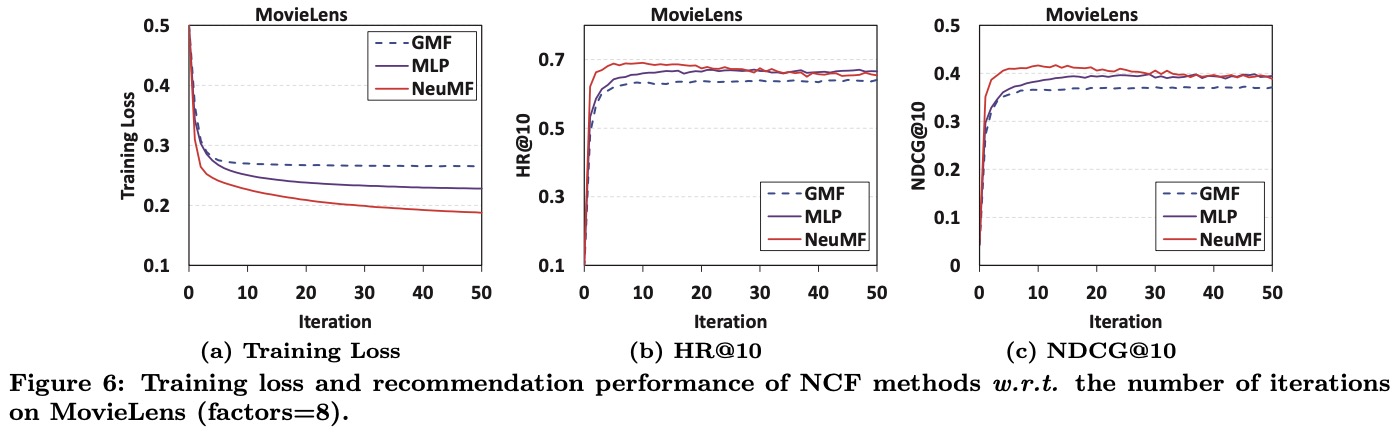 MovieLens
0.5
0.4
0.3
0.2
0.1
Training Loss
GMF
MLP
NeuMF
0 10 20 30 40 50
Iteration
(a) Training Loss
MovieLens
0.7
0.5
0.3
0.1
HR@10
GMF
MLP
NeuMF
0 10 20 30 40 50
Iteration
(b) HR@10
MovieLens
0.5
0.4
0.3
0.2
0.1
0
NDCG@10
GMF
MLP
NeuMF
0 10 20 30 40 50
Iteration
(c) NDCG@10
Figure 6: Training loss and recommendation performance of NCF methods w.r.t. the number of iterations
on MovieLens (factors=8).